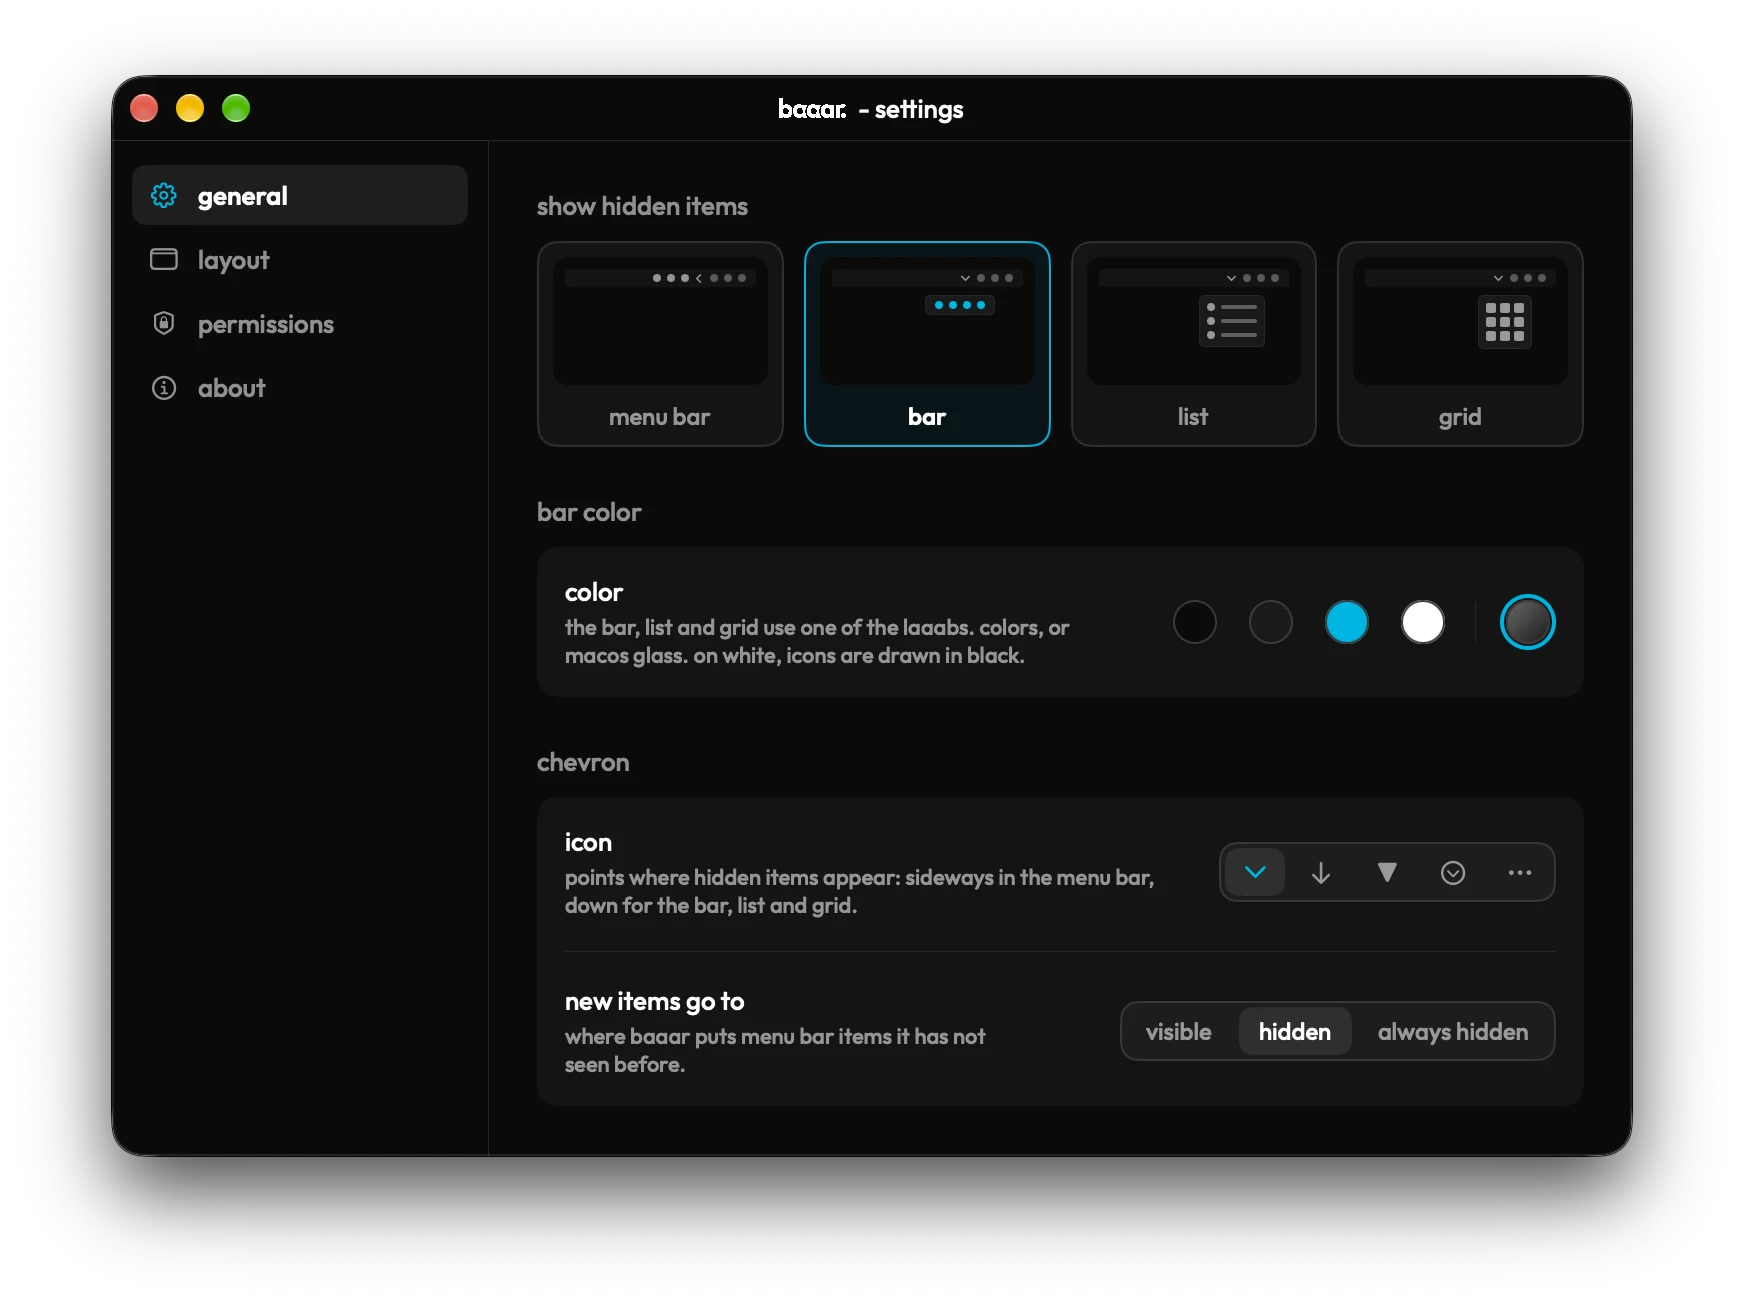 baaar. - settings
general
layout
permissions
about
show hidden items
menu bar
bar
list
grid
bar color
color
the bar, list and grid use one of the laaabs. colors, or
macos glass. on white, icons are drawn in black.
chevron
icon
points where hidden items appear: sideways in the menu bar,
down for the bar, list and grid.
new items go to
where baaar puts menu bar items it has not
seen before.
visible
hidden
always hidden